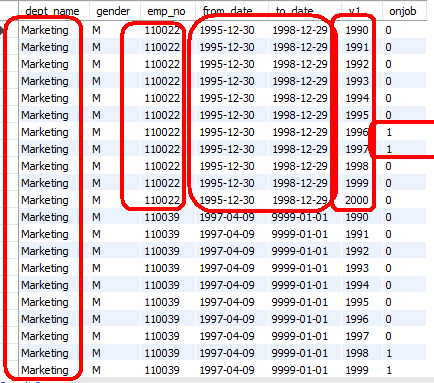 dept_name gender emp_no from_date to_date y1 onjob
Marketing M 110022 1995-12-30 1998-12-29 1990 0
Marketing M 110022 1995-12-30 1998-12-29 1991 0
Marketing M 110022 1995-12-30 1998-12-29 1992 0
Marketing M 110022 1995-12-30 1998-12-29 1993 0
Marketing M 110022 1995-12-30 1998-12-29 1994 0
Marketing M 110022 1995-12-30 1998-12-29 1995 0
Marketing M 110022 1995-12-30 1998-12-29 1996 1
Marketing M 110022 1995-12-30 1998-12-29 1997 1
Marketing M 110022 1995-12-30 1998-12-29 1998 0
Marketing M 110022 1995-12-30 1998-12-29 1999 0
Marketing M 110022 1995-12-30 1998-12-29 2000 0
Marketing M 110039 1997-04-09 9999-01-01 1990 0
Marketing M 110039 1997-04-09 9999-01-01 1991 0
Marketing M 110039 1997-04-09 9999-01-01 1992 0
Marketing M 110039 1997-04-09 9999-01-01 1993 0
Marketing M 110039 1997-04-09 9999-01-01 1994 0
Marketing M 110039 1997-04-09 9999-01-01 1995 0
Marketing M 110039 1997-04-09 9999-01-01 1996 0
Marketing M 110039 1997-04-09 9999-01-01 1997 0
Marketing M 110039 1997-04-09 9999-01-01 1998 1
Marketing M 110039 1997-04-09 9999-01-01 1999 1